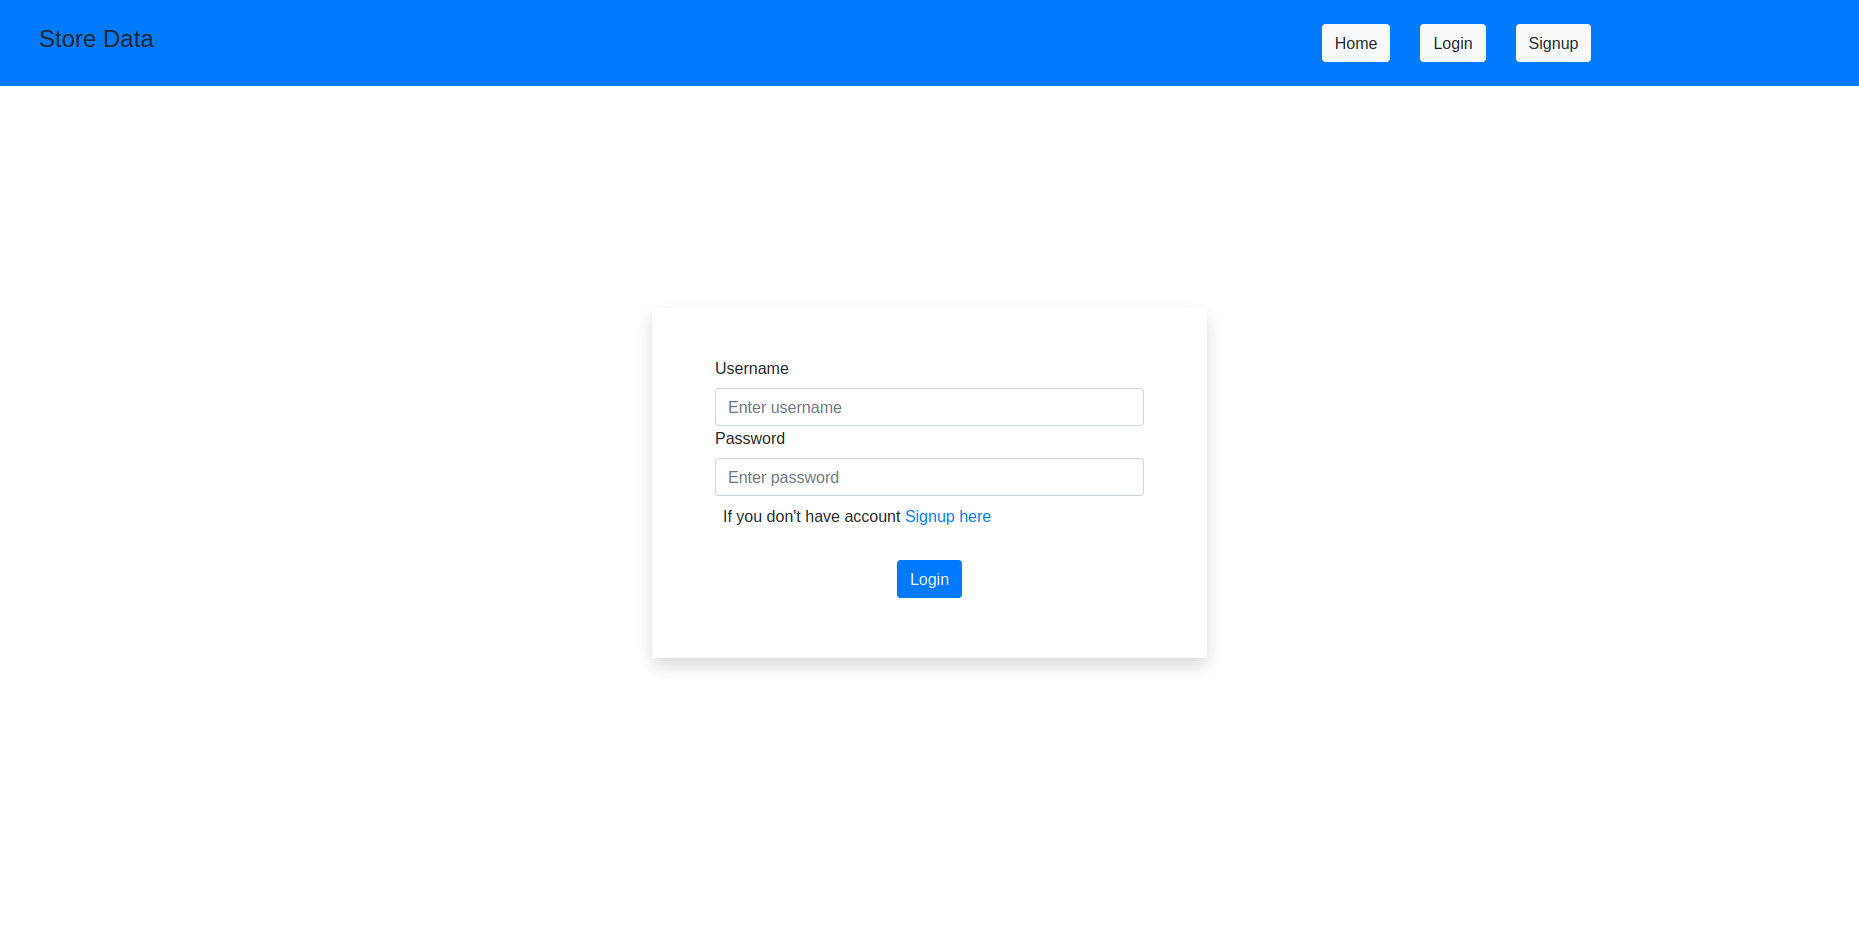 Store Data
Home Login Signup
Username
Enter username
Password
Enter password
If you don't have account Signup here
Login